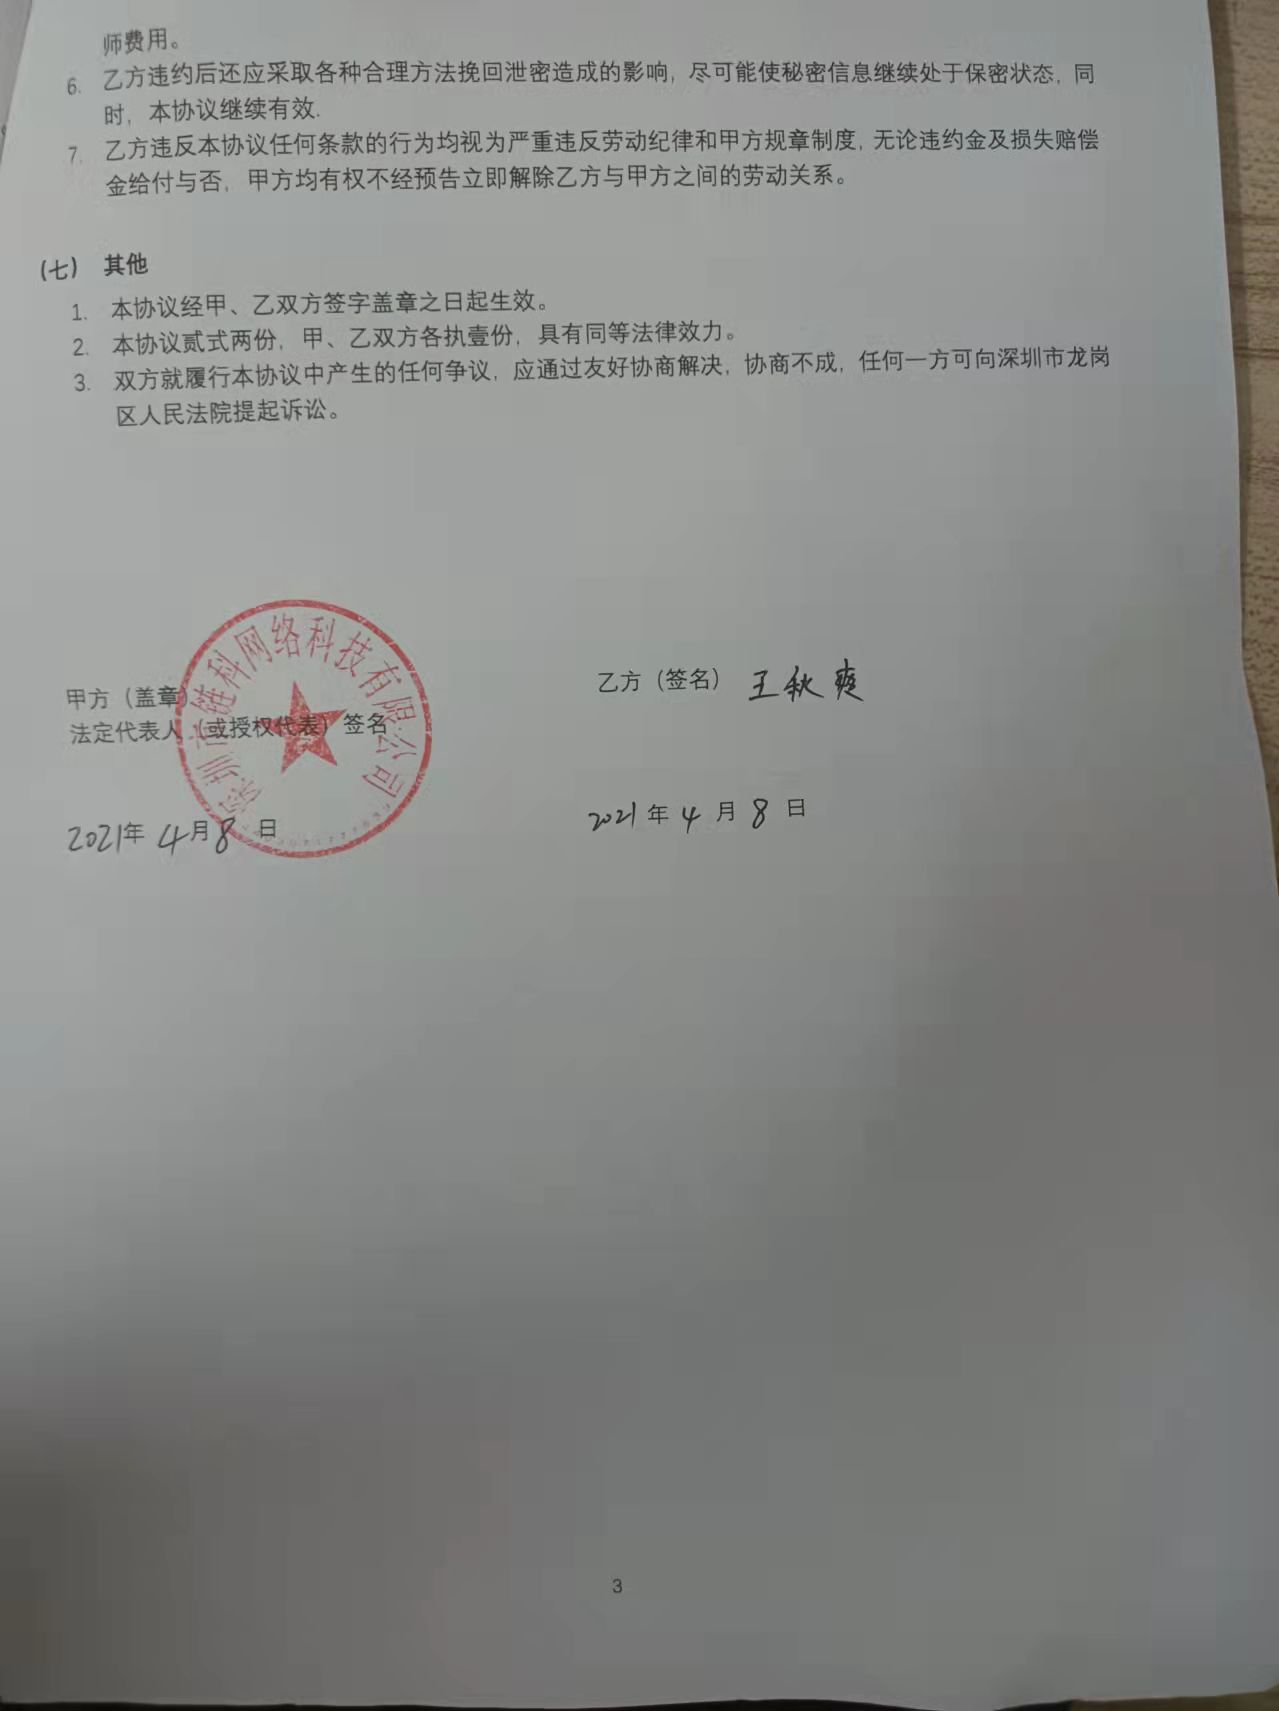 师费用。
6. 乙方违约后还应采取各种合理方法挽回泄密造成的影响，尽可能使秘密信息继续处于保密状态，同
时，本协议继续有效.
7. 乙方违反本协议任何条款的行为均视为严重违反劳动纪律和甲方规章制度，无论违约金及损失赔偿
金给付与否，甲方均有权不经预告立即解除乙方与甲方之间的劳动关系。
（七） 其他
1. 本协议经甲、乙双方签字盖章之日起生效。
2. 本协议贰式两份，甲、乙双方各执壹份，具有同等法律效力。
3. 双方就履行本协议中产生的任何争议，应通过友好协商解决，协商不成，任何一方可向深圳市龙岗
区人民法院提起诉讼。
深圳市链科网络科技有限公司
甲方（盖章）
法定代表人（或授权代表）签名
2021年 4月8 日
乙方（签名） 王秋爽
2021年 4 月 8 日
3